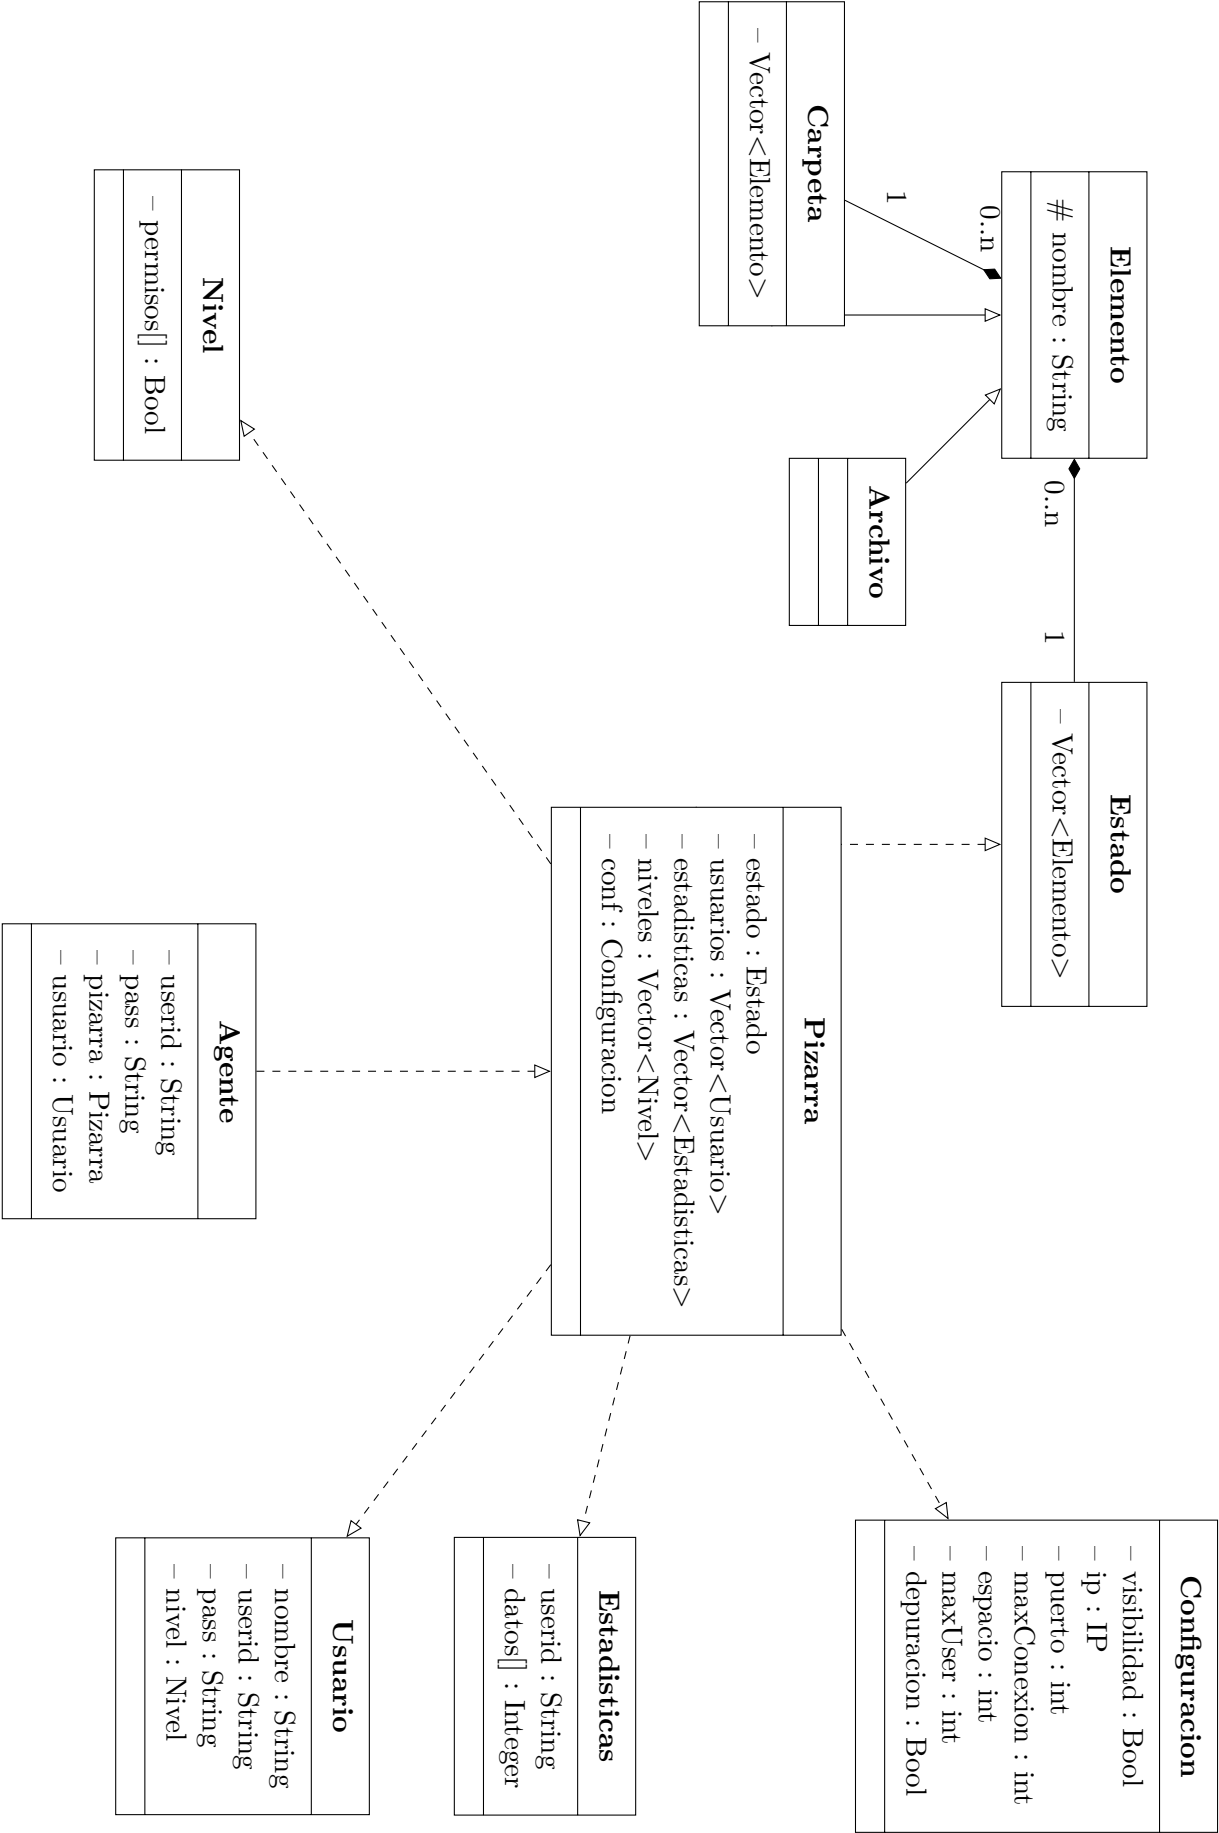 Elemento
# nombre : String
0..n
1
Estado
– Vector<Elemento>
Configuracion
– visibilidad : Bool
– ip : IP
– puerto : int
– maxConexion : int
– espacio : int
– maxUser : int
– depuracion : Bool
0..n
1
Carpeta
– Vector<Elemento>
Archivo
Pizarra
– estado : Estado
– usuarios : Vector<Usuario>
– estadisticas : Vector<Estadisticas>
– niveles : Vector<Nivel>
– conf : Configuracion
Estadisticas
– userid : String
– datos[] : Integer
Nivel
– permisos[] : Bool
Agente
– userid : String
– pass : String
– pizarra : Pizarra
– usuario : Usuario
Usuario
– nombre : String
– userid : String
– pass : String
– nivel : Nivel